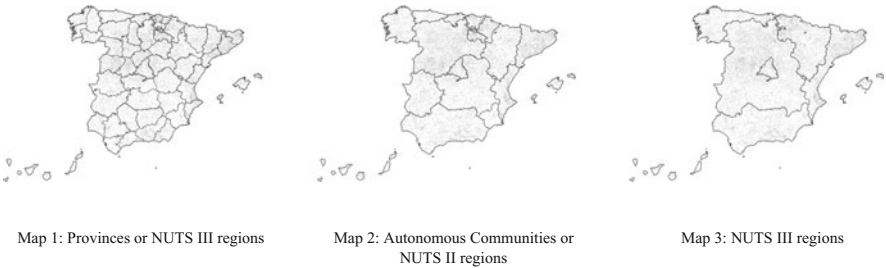 Map 1: Provinces or NUTS III regions
Map 2: Autonomous Communities or
NUTS II regions
Map 3: NUTS III regions